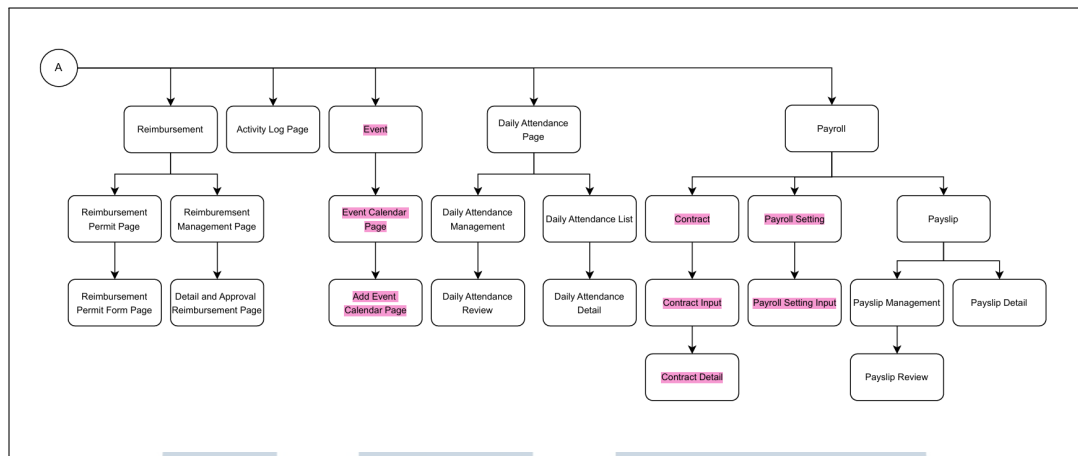 A
Reimbursement
Activity Log Page
Event
Daily Attendance
Page
Payroll
Reimbursement
Permit Page
Reimburemsent
Management Page
Event Calendar
Page
Daily Attendance
Management
Daily Attendance List
Contract
Payroll Setting
Payslip
Reimbursement
Permit Form Page
Detail and Approval
Reimbursement Page
Add Event
Calendar Page
Daily Attendance
Review
Daily Attendance
Detail
Contract Input
Payroll Setting Input
Payslip Management
Payslip Detail
Contract Detail
Payslip Review